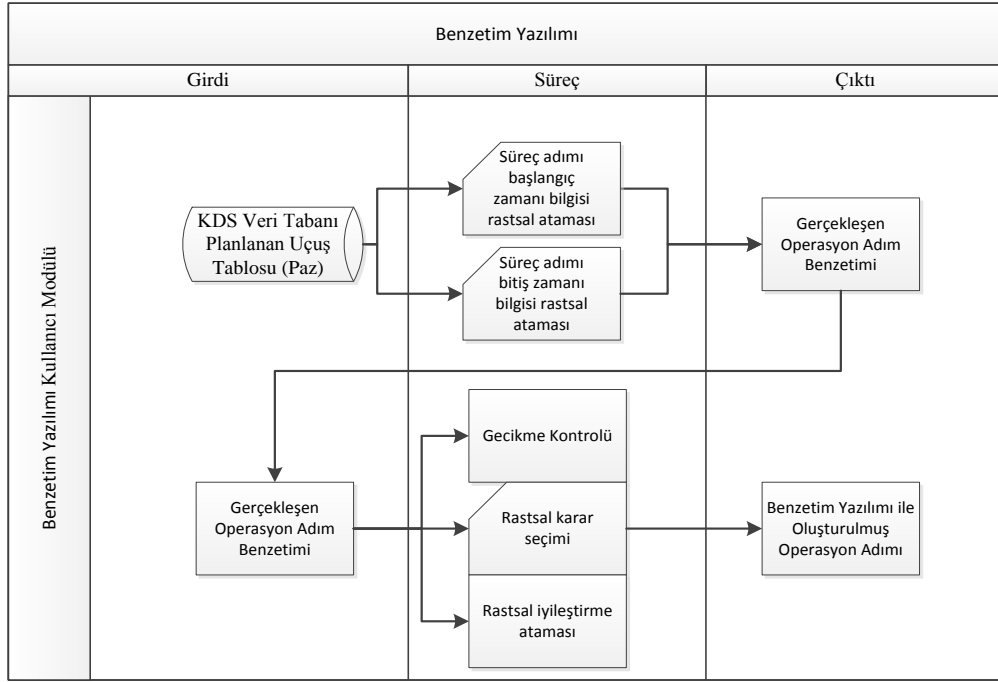 Benzetim Yazılımı
Girdi
Süreç
Çıktı
Benzetim Yazılımı Kullanıcı Modülü
KDS Veri Tabanı
Planlanan Uçuş
Tablosu (Paz)
Süreç adımı
başlangıç
zamanı bilgisi
rastsal ataması
Süreç adımı
bitiş zamanı
bilgisi rastsal
ataması
Gerçekleşen
Operasyon Adım
Benzetimi
Gerçekleşen
Operasyon Adım
Benzetimi
Gecikme Kontrolü
Rastsal karar
seçimi
Rastsal iyileştirme
ataması
Benzetim Yazılımı ile
Oluşturulmuş
Operasyon Adımı